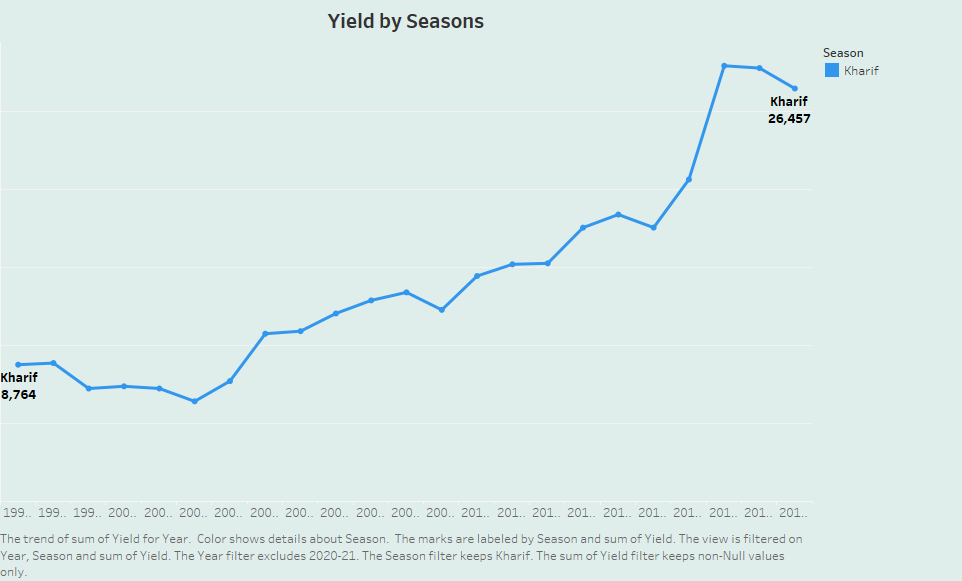 Yield by Seasons
Season
Kharif
Kharif
26,457
Kharif
8,764
199.. 199.. 199.. 200.. 200.. 200.. 200.. 200.. 200.. 200.. 200.. 200.. 200.. 201.. 201.. 201.. 201.. 201.. 201.. 201.. 201.. 201.. 201..
The trend of sum of Yield for Year.  Color shows details about Season.  The marks are labeled by Season and sum of Yield. The view is filtered on
Year, Season and sum of Yield. The Year filter excludes 2020-21. The Season filter keeps Kharif. The sum of Yield filter keeps non-Null values
only.